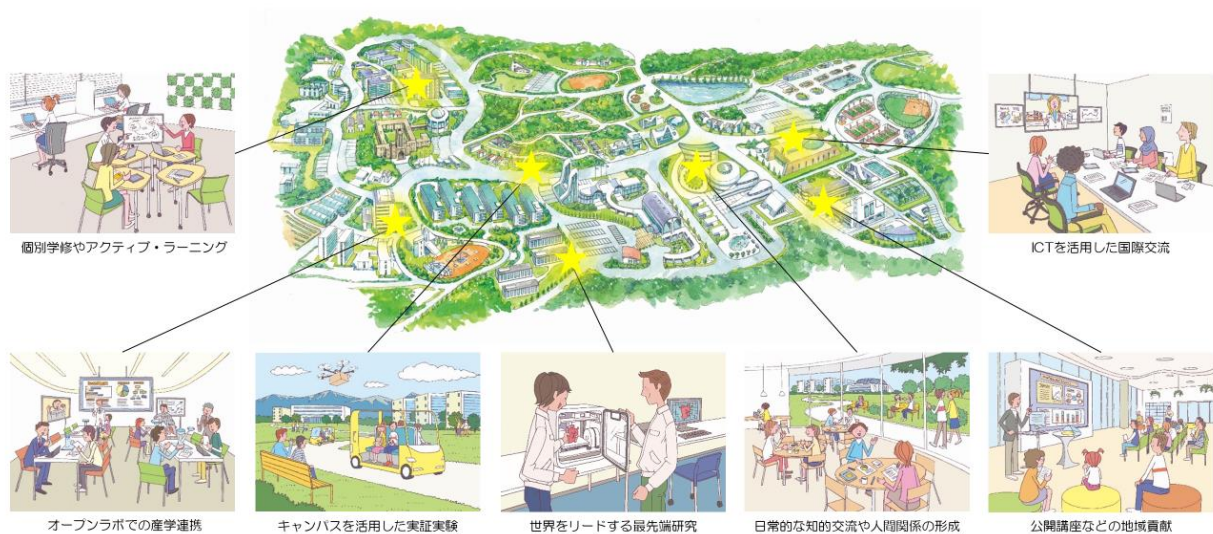 個別学修やアクティブ・ラーニング
ICTを活用した国際交流
オープンラボでの産学連携
キャンパスを活用した実証実験
世界をリードする最先端研究
日常的な知的交流や人間関係の形成
公開講座などの地域貢献